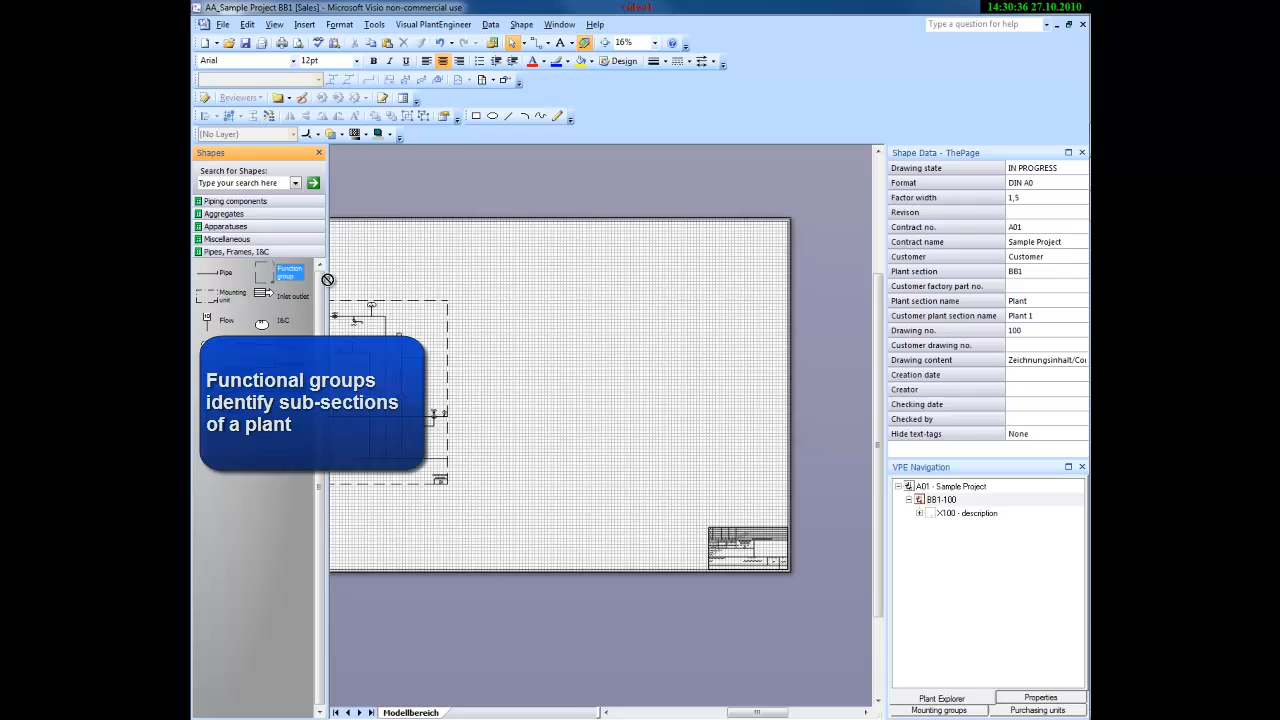 AA_Sample Project BB1 [Sales] - Microsoft Visio non-commercial use
14:30:36 27.10.2010
File Edit View Insert Format Tools Visual PlantEngineer Data Shape Window Help
Type a question for help
16%
Arial
12pt
B I U
A
Design
Reviewers
{No Layer}
Shapes
Search for Shapes:
Type your search here
Piping components
Aggregates
Apparatuses
Miscellaneous
Pipes, Frames, I&C
Pipe
Function group
Mounting unit
Inlet outlet
Flow
I&C
Functional groups
identify sub-sections
of a plant
Modellbereich
Shape Data - ThePage
Drawing state IN PROGRESS
Format DIN A0
Factor width 1,5
Revison
Contract no. A01
Contract name Sample Project
Customer Customer
Plant section BB1
Customer factory part no.
Plant section name Plant
Customer plant section name Plant 1
Drawing no. 100
Customer drawing no.
Drawing content Zeichnungsinhalt/Cor
Creation date
Creator
Checking date
Checked by
Hide text-tags None
VPE Navigation
A01 - Sample Project
BB1-100
X100 - description
Plant Explorer
Properties
Mounting groups
Purchasing units